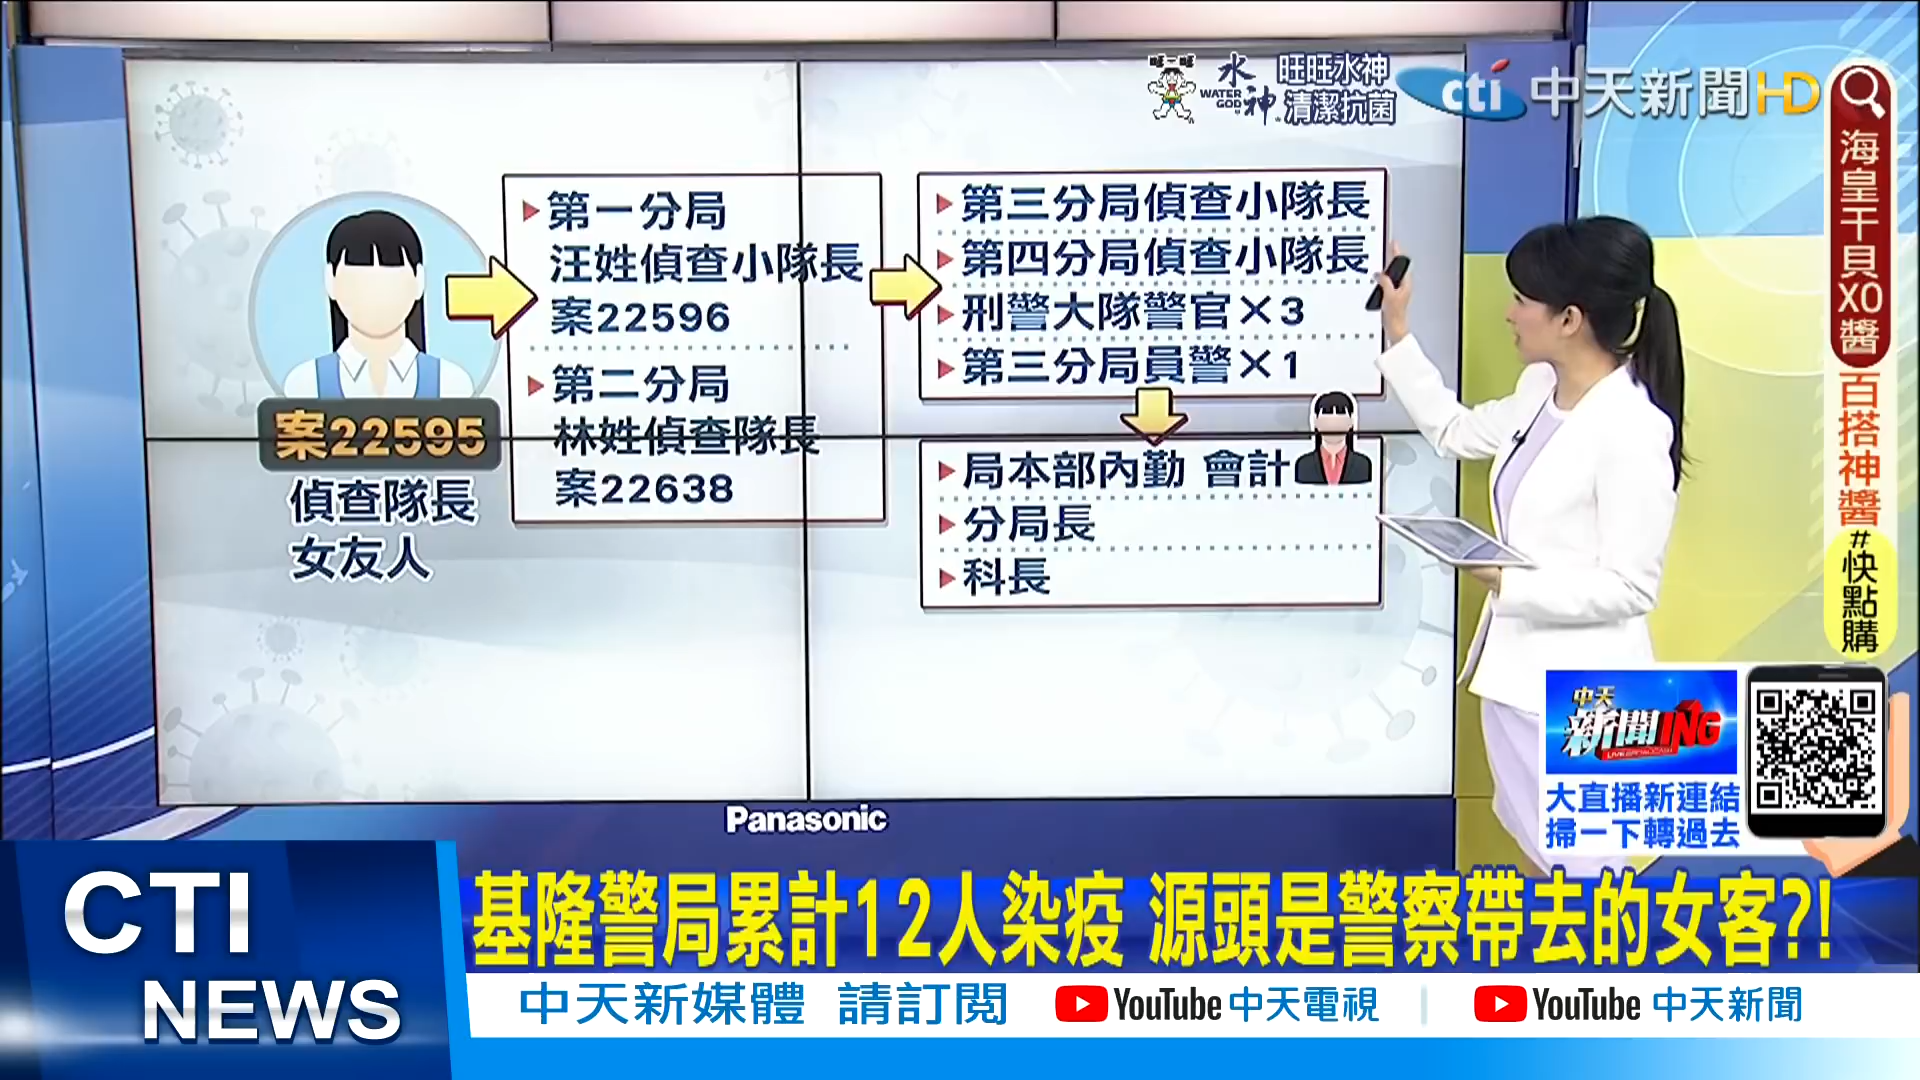 旺旺
水神
WATER GOD
旺旺水神
清潔抗菌
cti 中天新聞HD
海皇干貝XO醬
百搭神醬
#快點購
第一分局
汪姓偵查小隊長
案22596
第二分局
林姓偵查隊長
案22638
案22595
偵查隊長
女友人
第三分局偵查小隊長
第四分局偵查小隊長
刑警大隊警官×3
第三分局員警×1
局本部內勤 會計
分局長
科長
Panasonic
中天
新聞ING
大直播新連結
掃一下轉過去
CTI
NEWS
基隆警局累計12人染疫 源頭是警察帶去的女客?!
中天新媒體 請訂閱 YouTube 中天電視 | YouTube 中天新聞